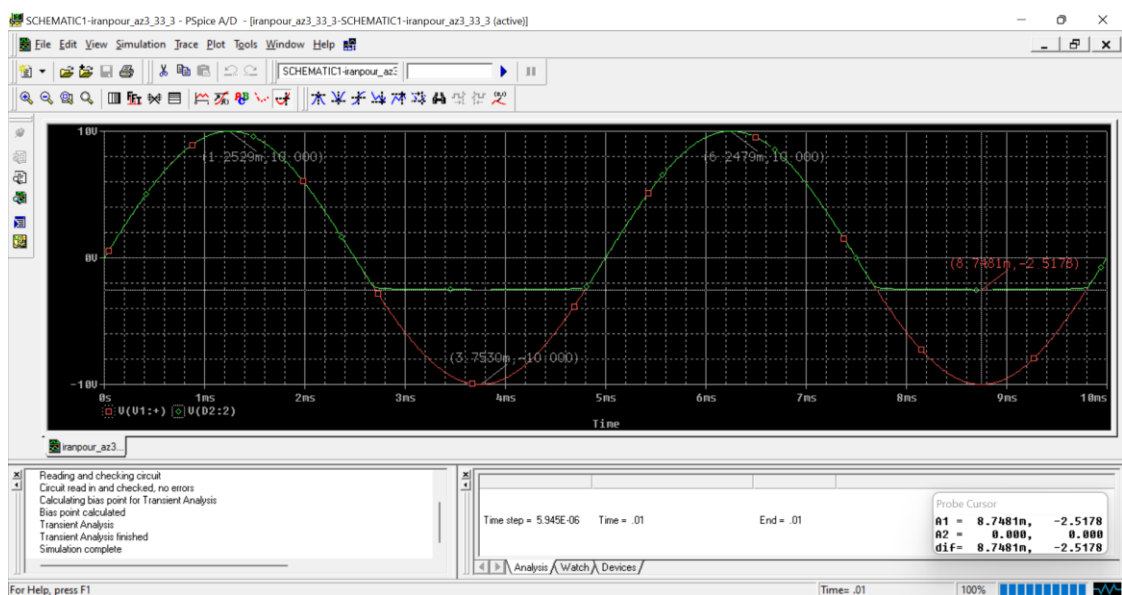 SCHEMATIC1-iranpour_az3_33_3 - PSpice A/D - [iranpour_az3_33_3-SCHEMATIC1-iranpour_az3_33_3 (active)]
File Edit View Simulation Trace Plot Tools Window Help
SCHEMATIC1-iranpour_az3
10V
(1.2529m,10.000)
(6.2479m,10.000)
0V
(8.7481m,-2.5178)
(3.7530m,-10.000)
-10V
0s 1ms 2ms 3ms 4ms 5ms 6ms 7ms 8ms 9ms 10ms
V(V1:+) V(D2:2)
Time
iranpour_az3...
Reading and checking circuit
Circuit read in and checked, no errors
Calculating bias point for Transient Analysis
Bias point calculated
Transient Analysis
Transient Analysis finished
Simulation complete
Time step = 5.945E-06 Time = .01 End = .01
Analysis Watch Devices
Probe Cursor
A1 = 8.7481m, -2.5178
A2 = 0.000, 0.000
dif= 8.7481m, -2.5178
For Help, press F1
Time= .01 100%